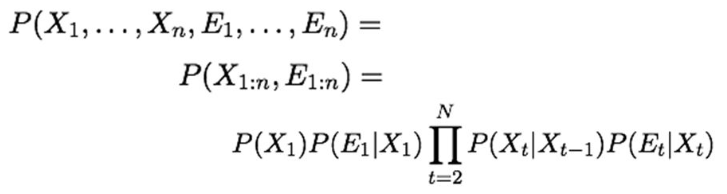 P(X_1, …, X_n, E_1, …, E_n) =
P(X_{1:n}, E_{1:n}) =
P(X_1)P(E_1|X_1) ∏_{t=2}^{N} P(X_t|X_{t−1})P(E_t|X_t)